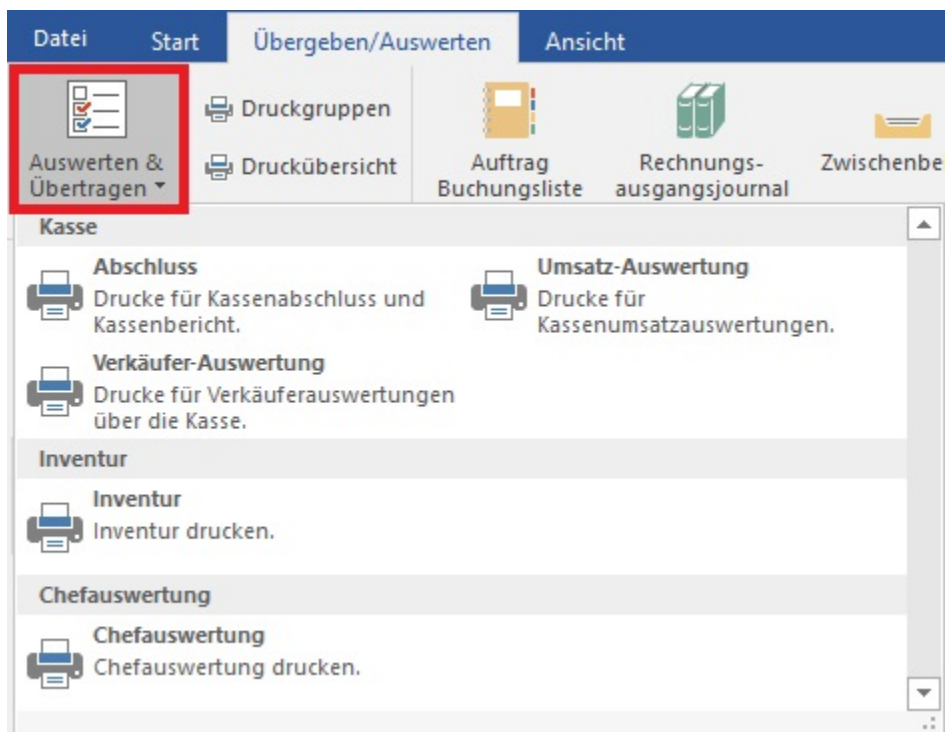 Datei Start Übergeben/Auswerten Ansicht
Auswerten &
Übertragen
Druckgruppen
Druckübersicht
Auftrag
Buchungsliste
Rechnungs-
ausgangsjournal
Zwischenbe
Kasse
Abschluss
Drucke für Kassenabschluss und
Kassenbericht.
Umsatz-Auswertung
Drucke für
Kassenumsatzauswertungen.
Verkäufer-Auswertung
Drucke für Verkäuferauswertungen
über die Kasse.
Inventur
Inventur
Inventur drucken.
Chefauswertung
Chefauswertung
Chefauswertung drucken.